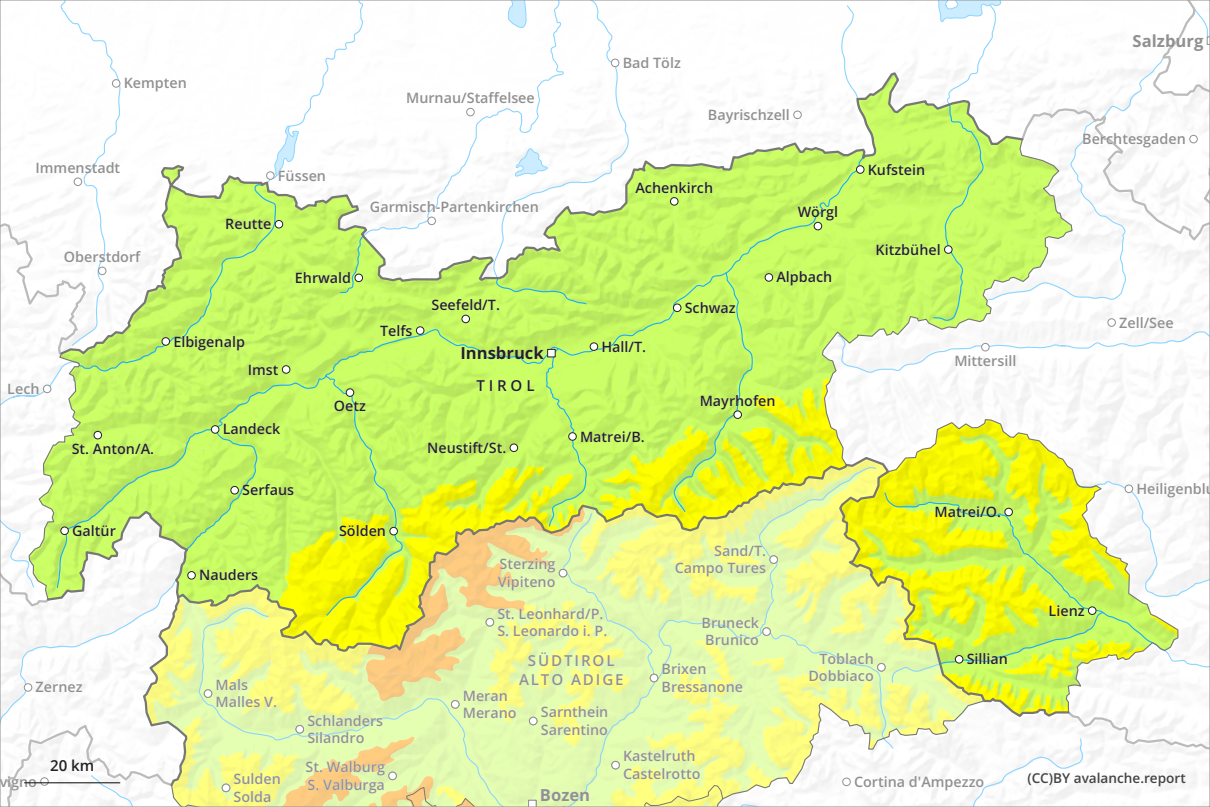 Salzburg
Bad Tölz
Kempten
Murnau/Staffelsee
Bayrischzell
Berchtesgaden
Immenstadt
Füssen
Kufstein
Achenkirch
Garmisch-Partenkirchen
Wörgl
Reutte
Kitzbühel
Oberstdorf
Ehrwald
Alpbach
Seefeld/T.
Schwaz
Telfs
Zell/See
Elbigenalp
Innsbruck
Hall/T.
Mittersill
Imst
TIROL
Lech
Oetz
Mayrhofen
Landeck
Matrei/B.
St. Anton/A.
Neustift/St.
Serfaus
Heiligenblu
Matrei/O.
Galtür
Sölden
Sand/T.
Campo Tures
Sterzing
Vipiteno
Nauders
Lienz
St. Leonhard/P.
S. Leonardo i. P.
Bruneck
Brunico
SÜDTIROL
ALTO ADIGE
Toblach
Dobbiaco
Sillian
Brixen
Bressanone
Zernez
Mals
Malles V.
Meran
Merano
Sarnthein
Sarentino
Schlanders
Silandro
Kastelruth
Castelrotto
20 km
St. Walburg
S. Valburga
(CC)BY avalanche.report
vigno
Sulden
Solda
Cortina d'Ampezzo
Bozen